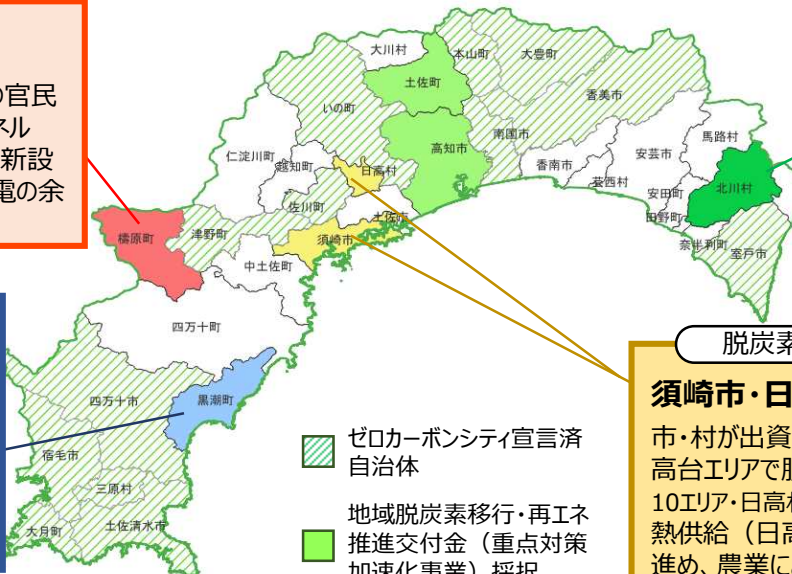 の官民
ネル
新設
電の余
大川村
本山町
大豊町
土佐町
いの町
香美市
南国市
高知市
仁淀川町
越知町
日高村
馬路村
安芸市
香南市
芸西村
安田町
北川村
佐川町
土佐市
田野町
津野町
梼原町
須崎市
奈半利町
室戸市
中土佐町
四万十町
四万十市
黒潮町
宿毛市
三原村
大月町
土佐清水市
ゼロカーボンシティ宣言済
自治体
地域脱炭素移行・再エネ
推進交付金（重点対策
加速化事業）採択
脱炭素
須崎市・日
市・村が出資
高台エリアで脱
10エリア・日高村
熱供給（日高
進め、農業に